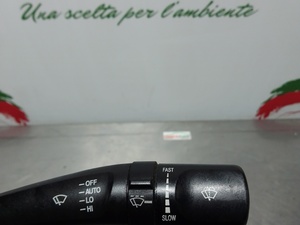 Una scelta per l'ambiente
OFF
AUTO
LO
Hi
FAST
SLOW